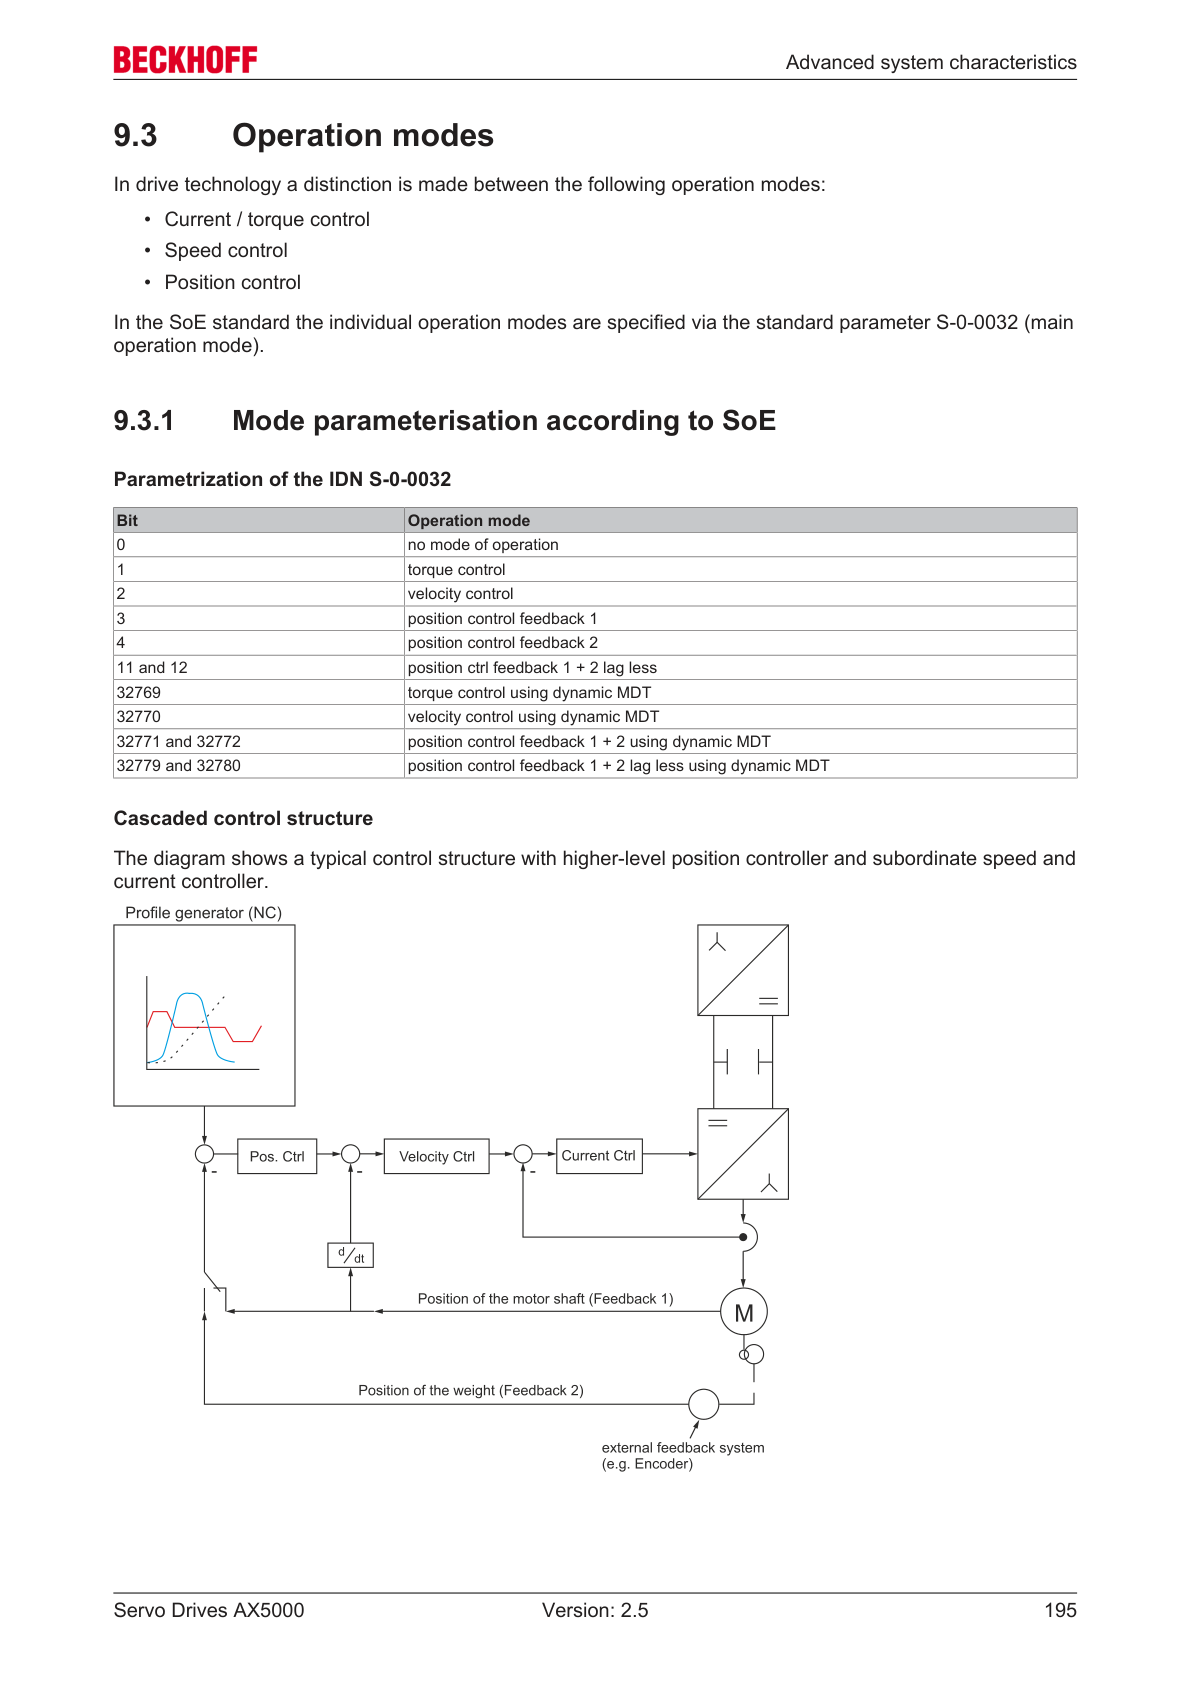 BECKHOFF
Advanced system characteristics
9.3 Operation modes
In drive technology a distinction is made between the following operation modes:
• Current / torque control
• Speed control
• Position control
In the SoE standard the individual operation modes are specified via the standard parameter S-0-0032 (main
operation mode).
9.3.1 Mode parameterisation according to SoE
Parametrization of the IDN S-0-0032
Bit Operation mode
0 no mode of operation
1 torque control
2 velocity control
3 position control feedback 1
4 position control feedback 2
11 and 12 position ctrl feedback 1 + 2 lag less
32769 torque control using dynamic MDT
32770 velocity control using dynamic MDT
32771 and 32772 position control feedback 1 + 2 using dynamic MDT
32779 and 32780 position control feedback 1 + 2 lag less using dynamic MDT
Cascaded control structure
The diagram shows a typical control structure with higher-level position controller and subordinate speed and
current controller.
Profile generator (NC)
Pos. Ctrl
Velocity Ctrl
Current Ctrl
-
-
-
d/dt
Position of the motor shaft (Feedback 1)
M
Position of the weight (Feedback 2)
external feedback system
(e.g. Encoder)
Servo Drives AX5000 Version: 2.5 195